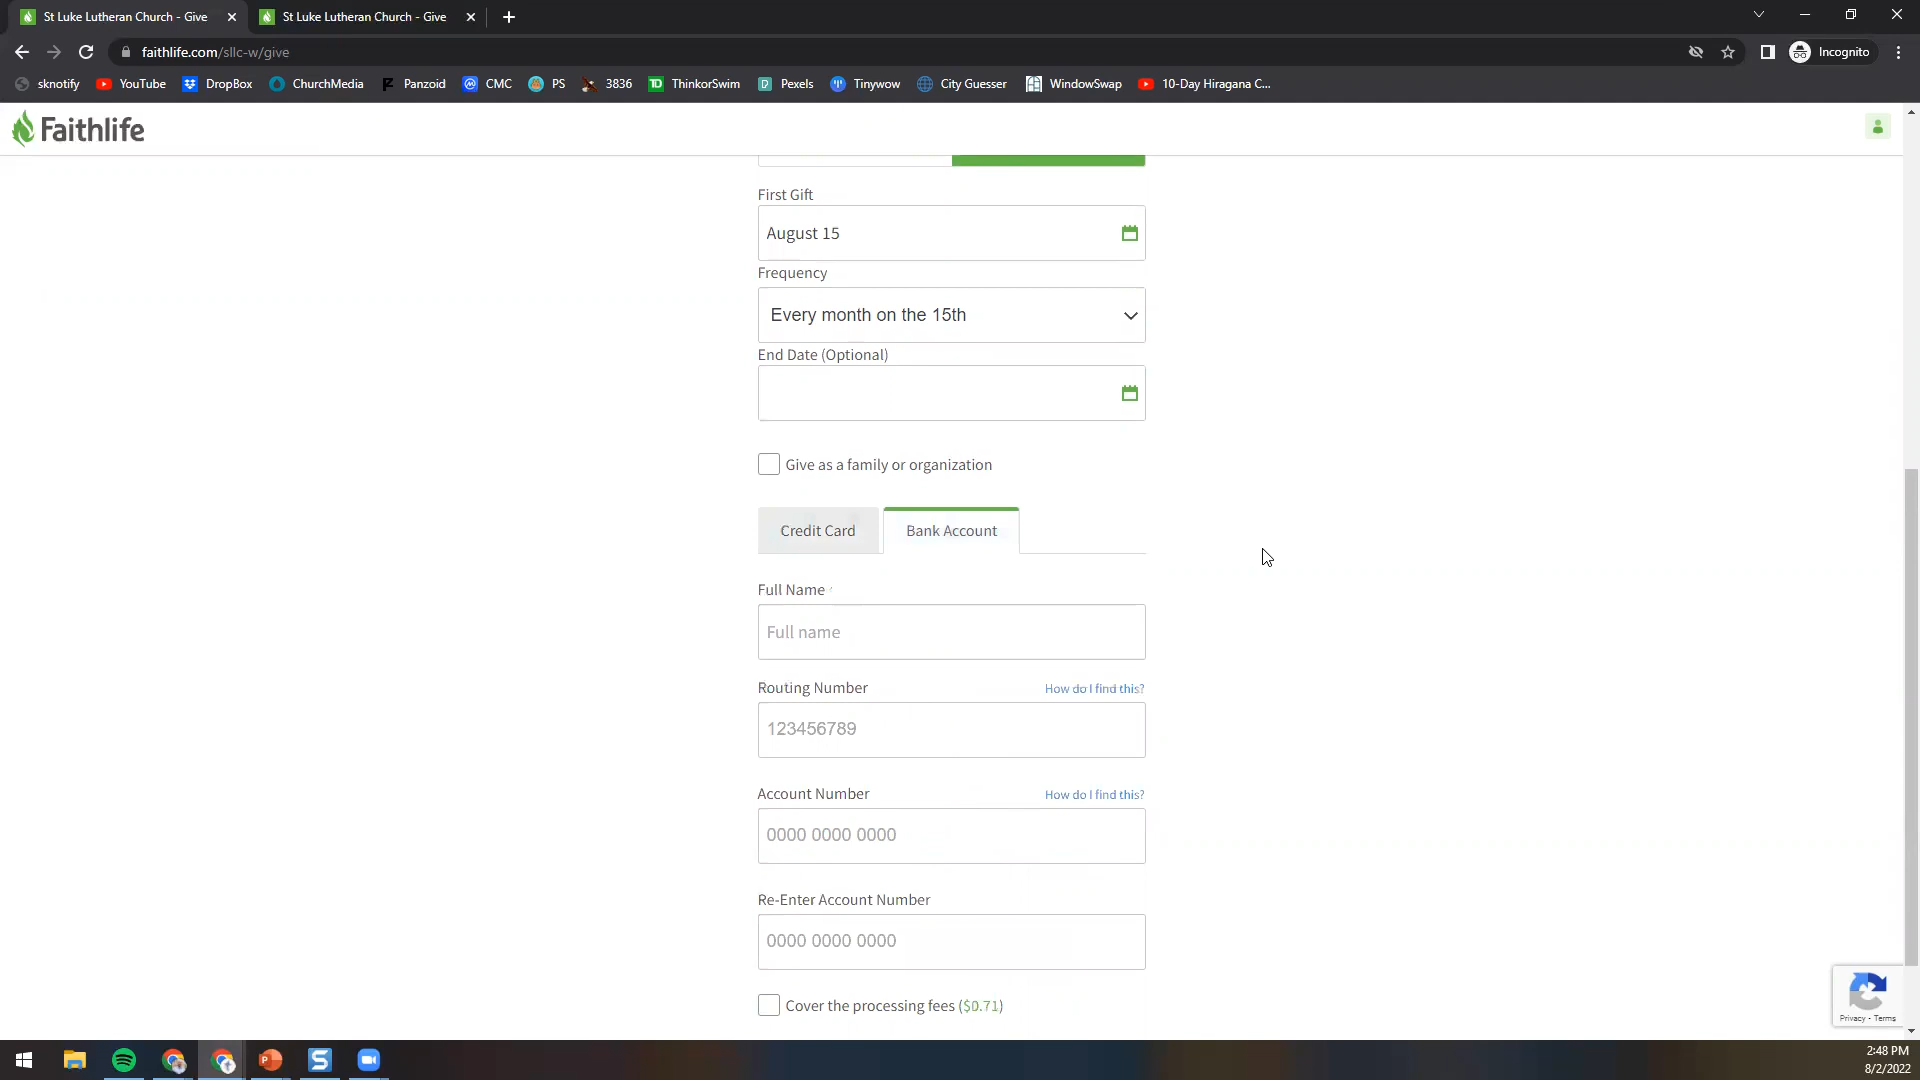 St Luke Lutheran Church - Give
St Luke Lutheran Church - Give
faithlife.com/sllc-w/give
Incognito
sknotify
YouTube
DropBox
ChurchMedia
Panzoid
CMC
PS
3836
ThinkorSwim
Pexels
Tinywow
City Guesser
WindowSwap
10-Day Hiragana C...
Faithlife
First Gift
August 15
Frequency
Every month on the 15th
End Date (Optional)
Give as a family or organization
Credit Card
Bank Account
Full Name
Full name
Routing Number
How do I find this?
123456789
Account Number
How do I find this?
0000 0000 0000
Re-Enter Account Number
0000 0000 0000
Cover the processing fees ($0.71)
Privacy - Terms
2:48 PM
8/2/2022